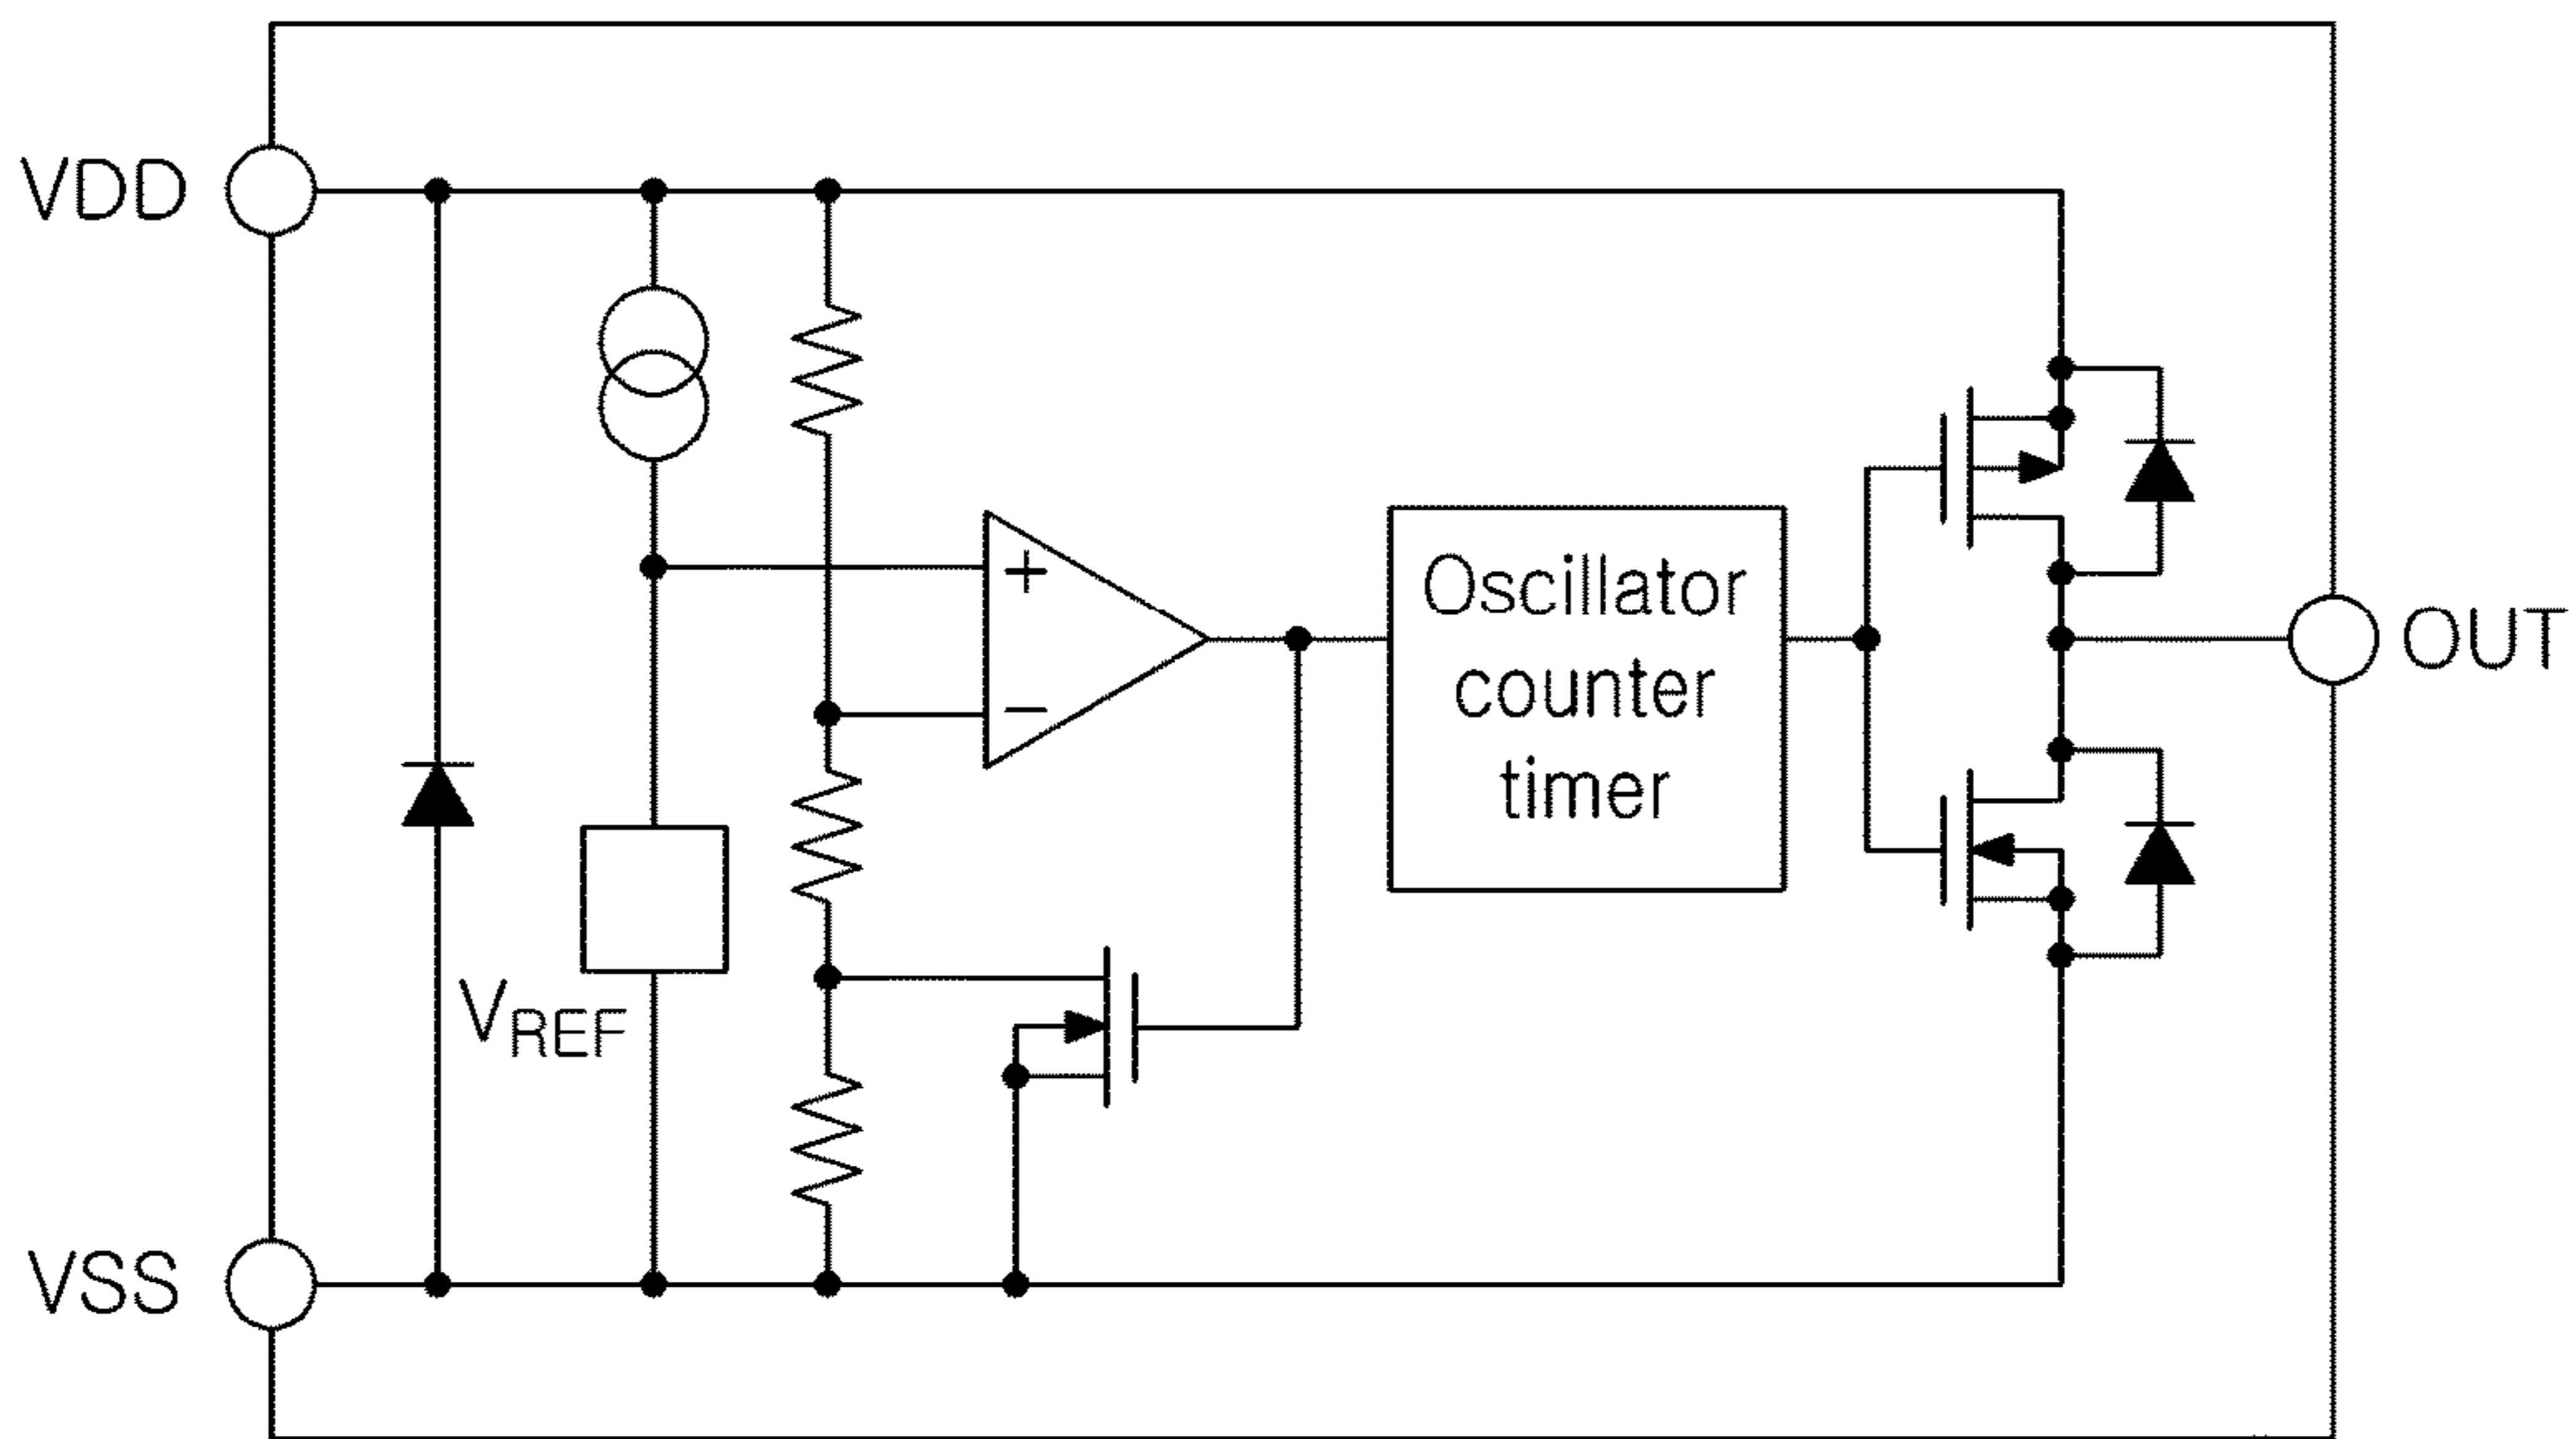 VDD
+
Oscillator
counter
timer
OUT
−
VREF
VSS